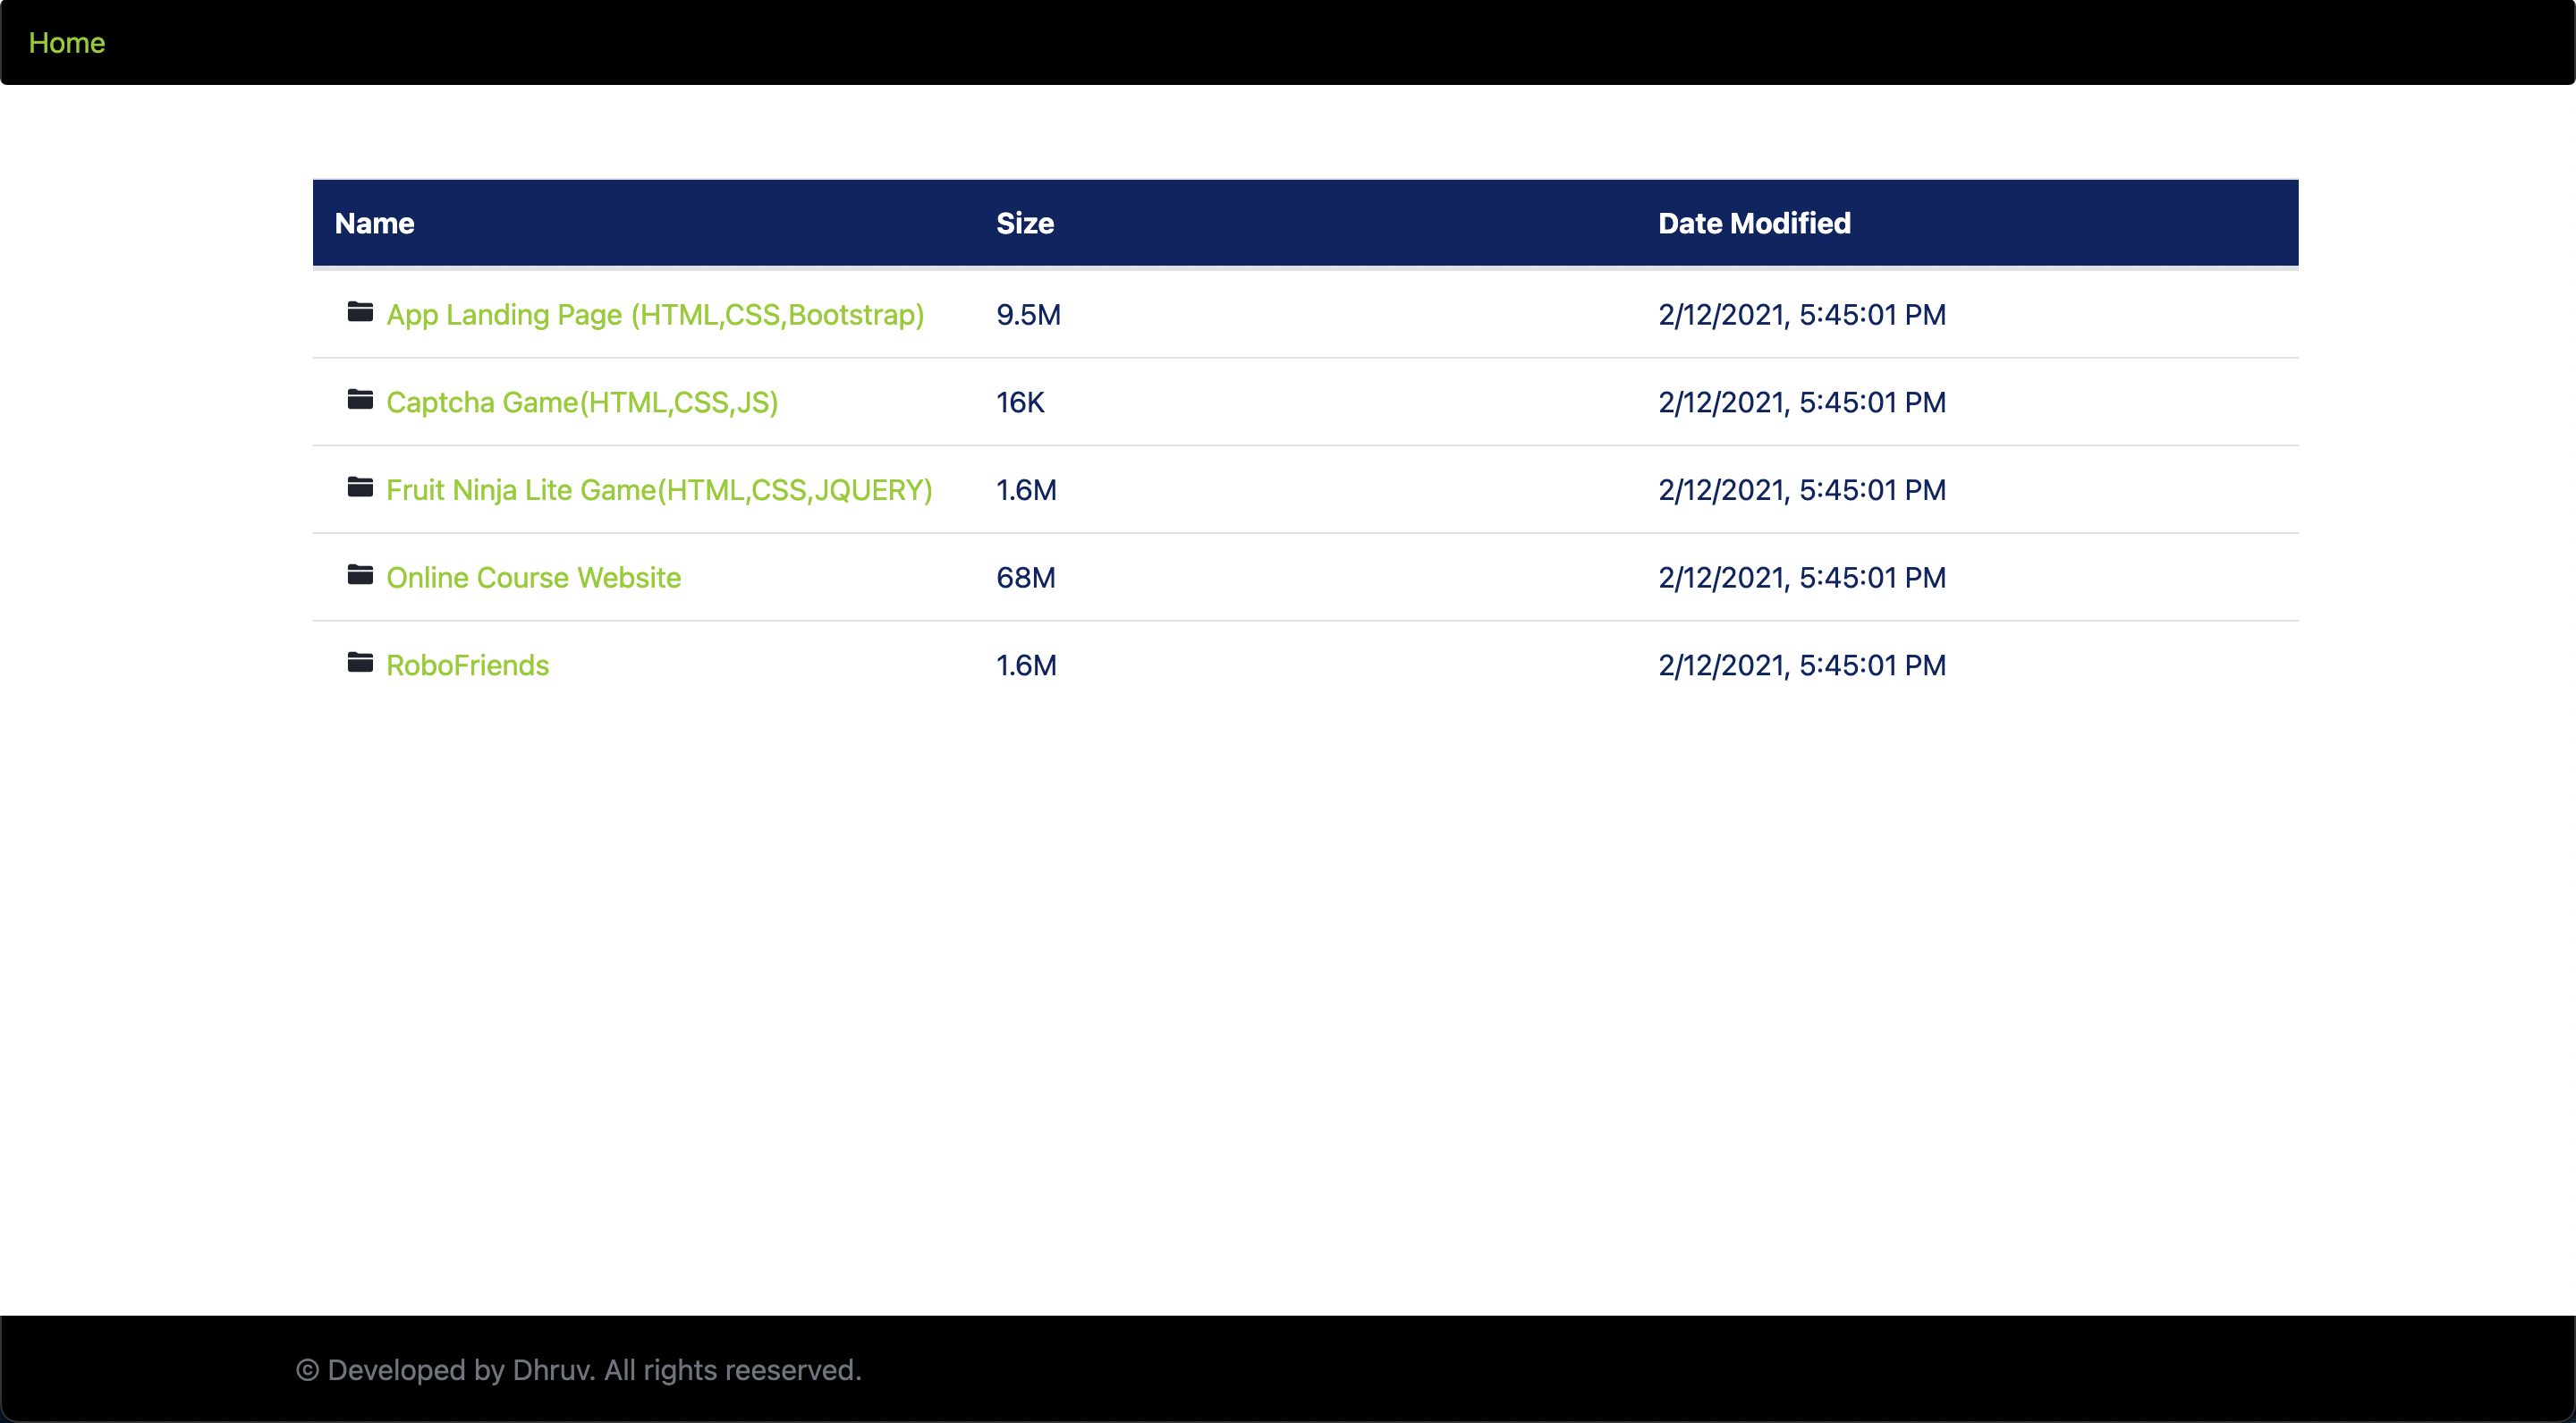 Home
Name Size Date Modified
App Landing Page (HTML,CSS,Bootstrap) 9.5M 2/12/2021, 5:45:01 PM
Captcha Game(HTML,CSS,JS) 16K 2/12/2021, 5:45:01 PM
Fruit Ninja Lite Game(HTML,CSS,JQUERY) 1.6M 2/12/2021, 5:45:01 PM
Online Course Website 68M 2/12/2021, 5:45:01 PM
RoboFriends 1.6M 2/12/2021, 5:45:01 PM
© Developed by Dhruv. All rights reeserved.